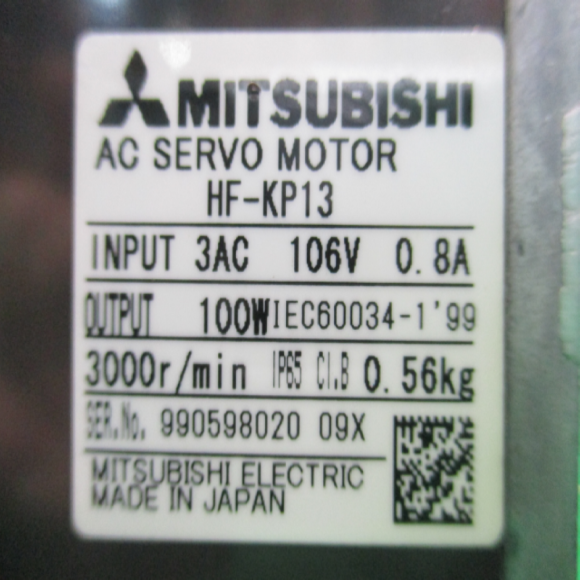 MITSUBISHI
AC SERVO MOTOR
HF-KP13
INPUT 3AC 106V 0.8A
OUTPUT 100W IEC60034-1'99
3000r/min IP65 Cl.B 0.56kg
SER.No. 990598020 09X
MITSUBISHI ELECTRIC
MADE IN JAPAN